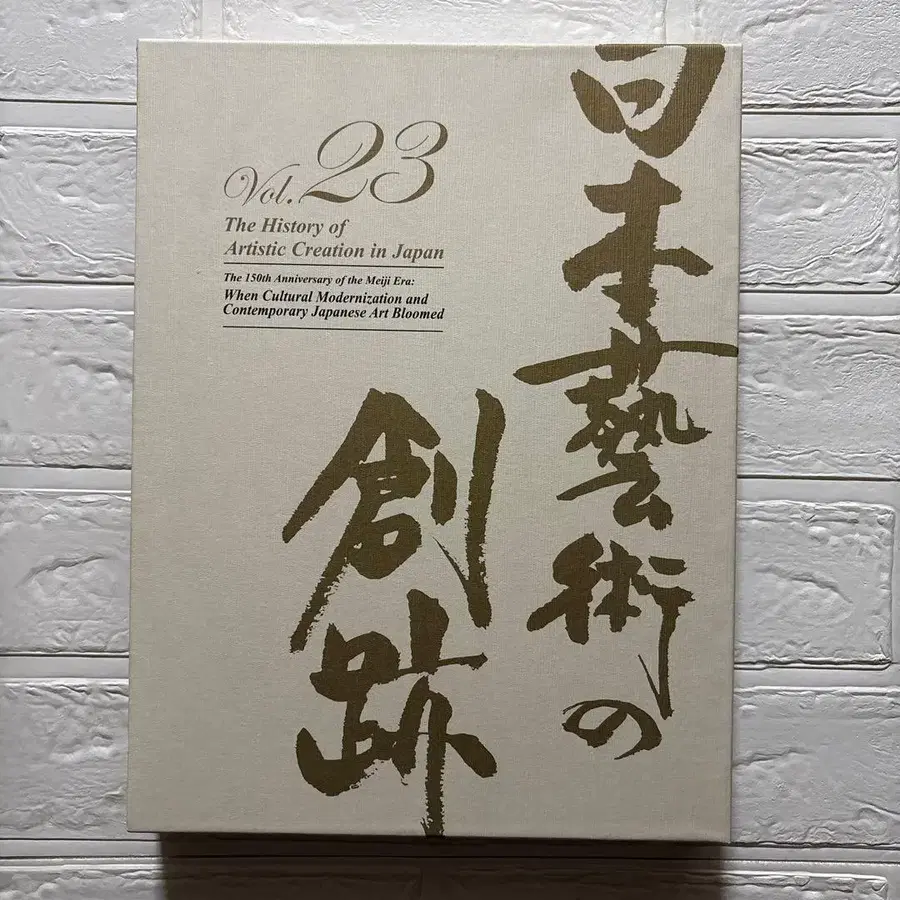 日本藝術の
創跡
Vol. 23
The History of
Artistic Creation in Japan
The 150th Anniversary of the Meiji Era:
When Cultural Modernization and
Contemporary Japanese Art Bloomed